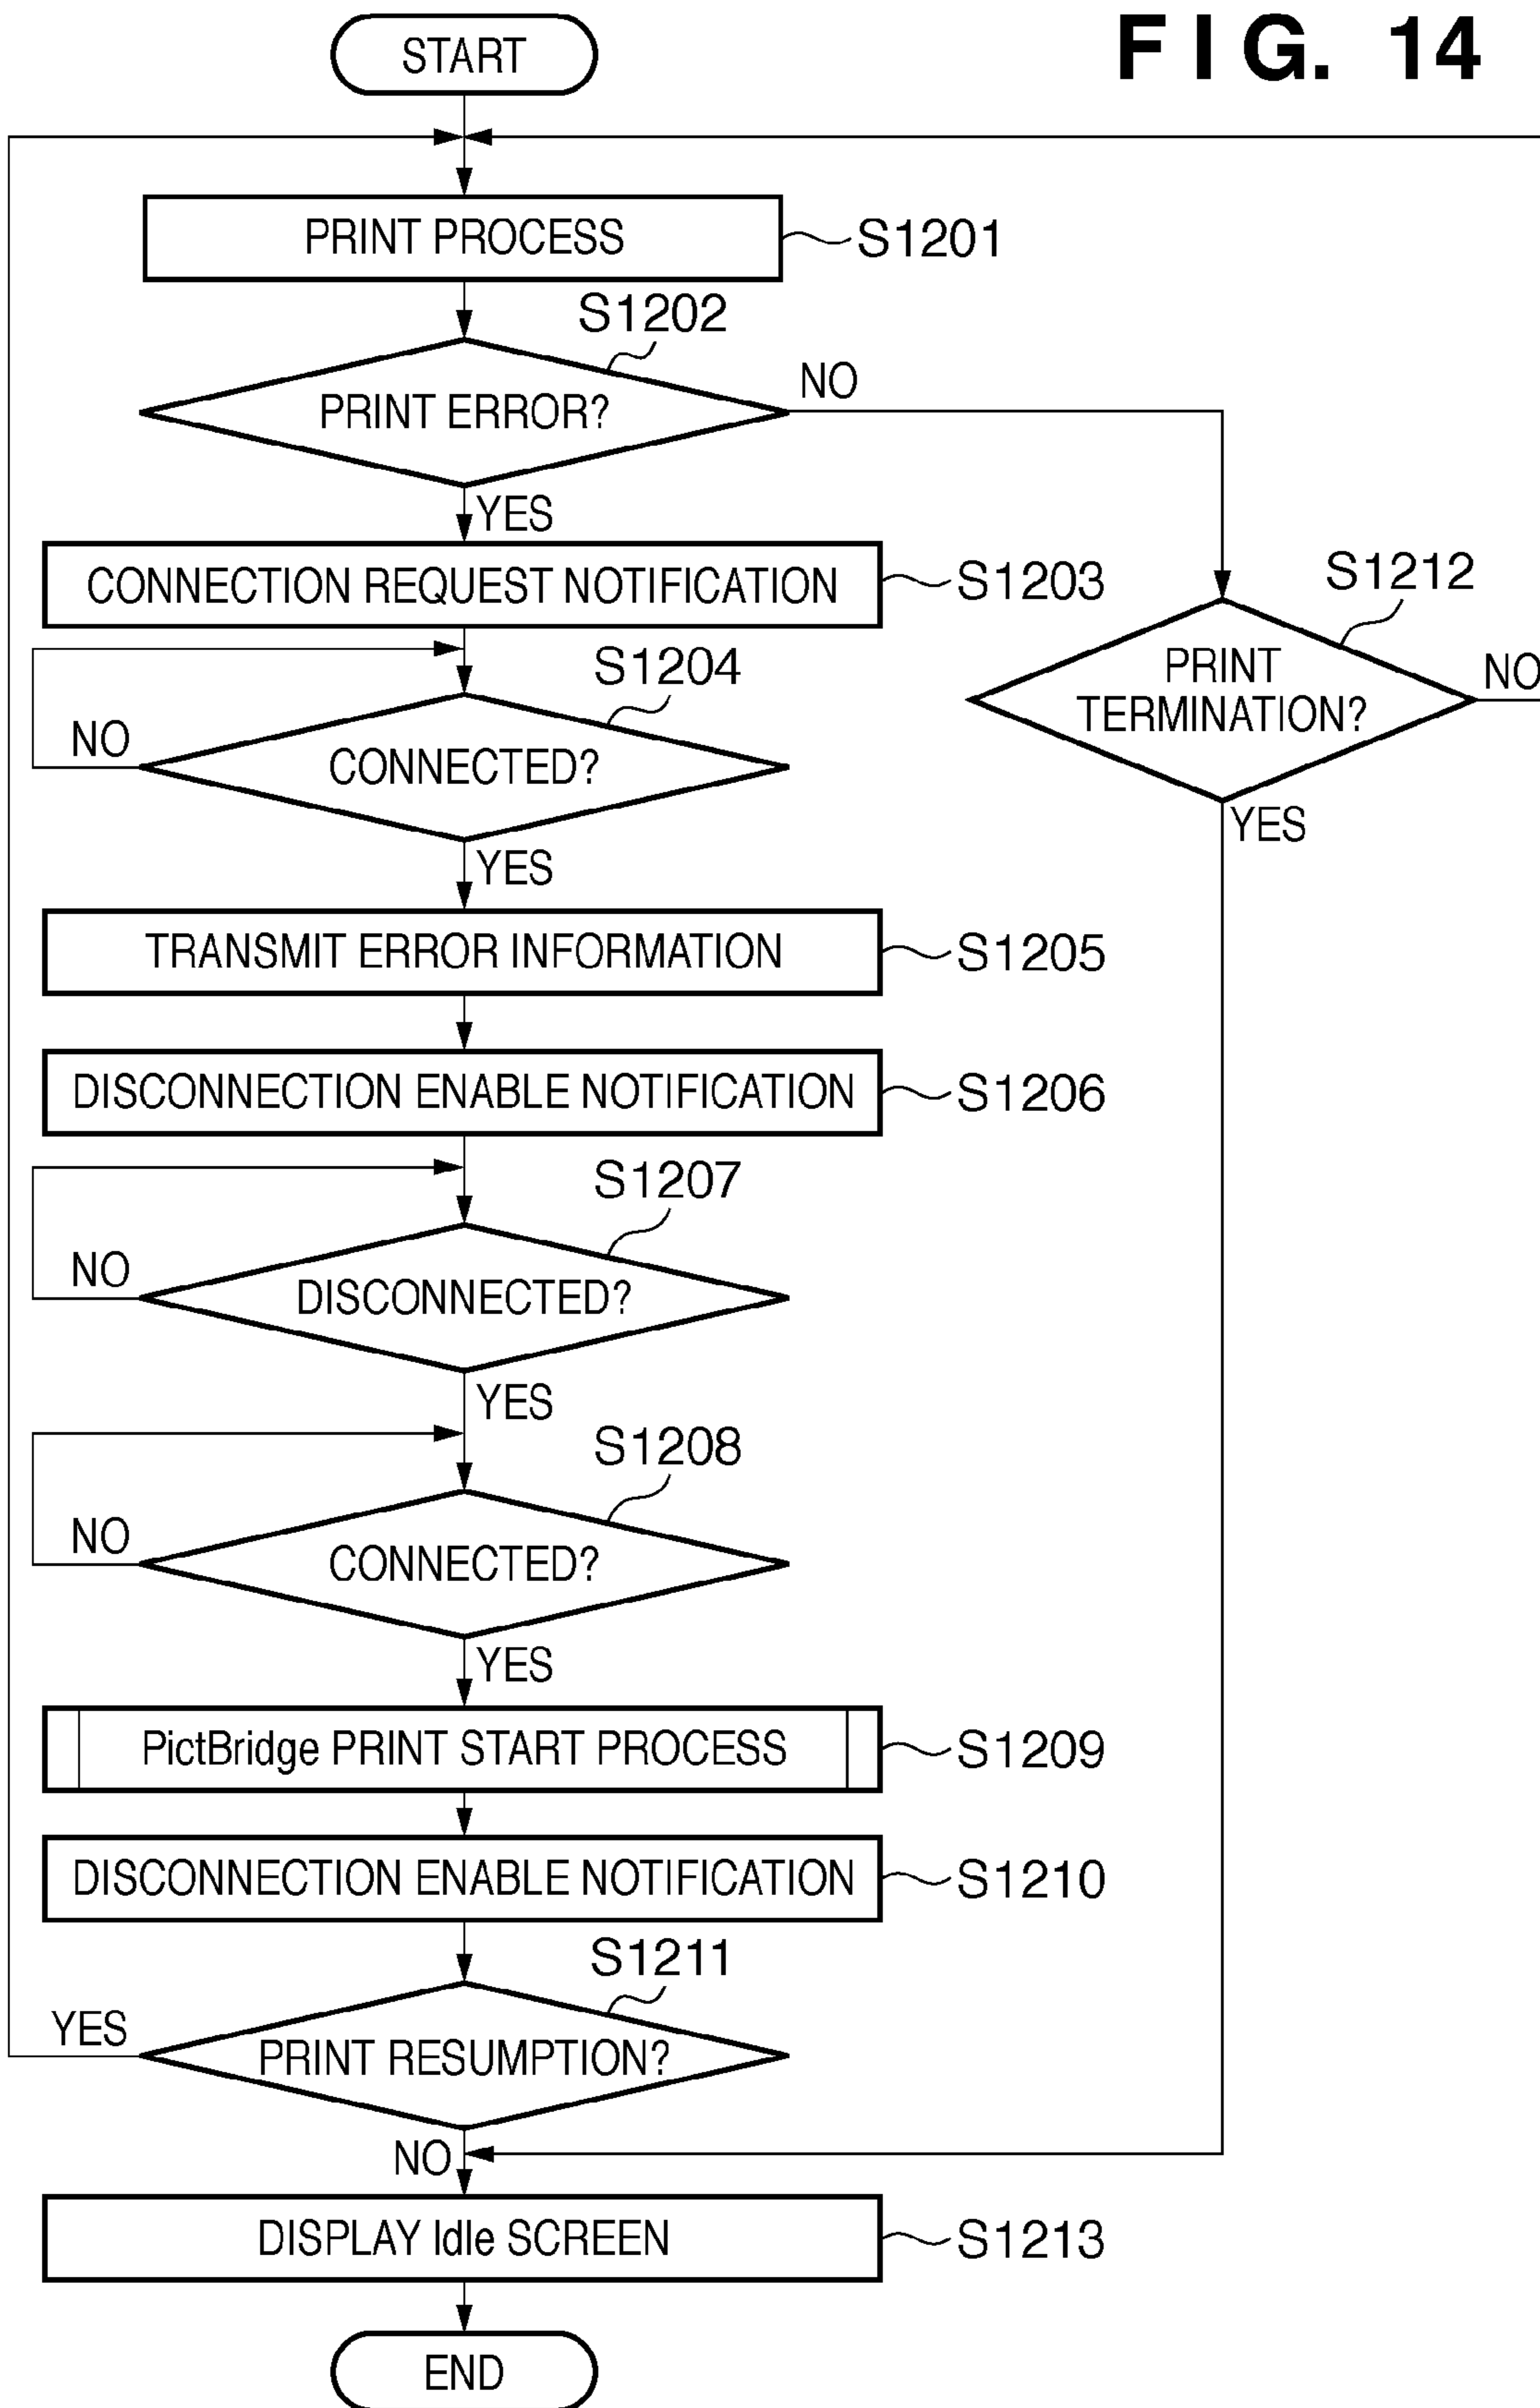 FIG. 14
START
PRINT PROCESS
S1201
S1202
PRINT ERROR?
NO
YES
CONNECTION REQUEST NOTIFICATION
S1203
S1204
CONNECTED?
NO
YES
S1212
PRINT
TERMINATION?
NO
YES
TRANSMIT ERROR INFORMATION
S1205
DISCONNECTION ENABLE NOTIFICATION
S1206
S1207
DISCONNECTED?
NO
YES
S1208
CONNECTED?
NO
YES
PictBridge PRINT START PROCESS
S1209
DISCONNECTION ENABLE NOTIFICATION
S1210
S1211
PRINT RESUMPTION?
YES
NO
DISPLAY Idle SCREEN
S1213
END